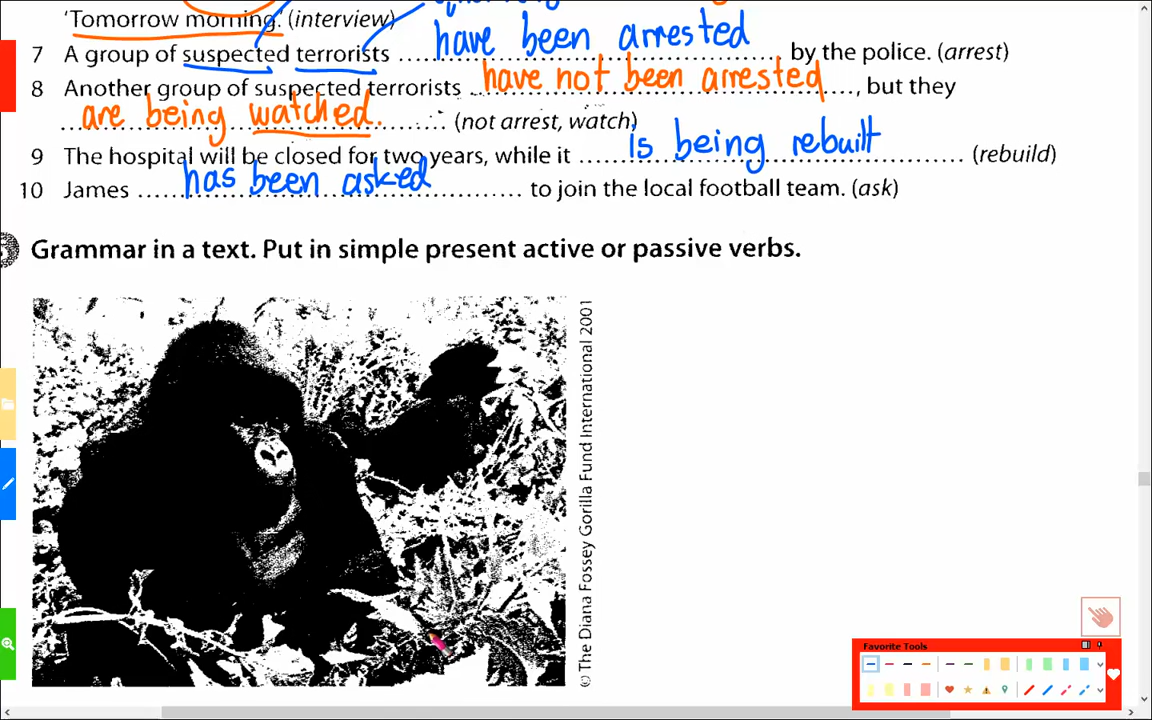 'Tomorrow morning.' (interview)
7 A group of suspected terrorists have been arrested by the police. (arrest)
8 Another group of suspected terrorists have not been arrested, but they
are being watched. (not arrest, watch)
9 The hospital will be closed for two years, while it is being rebuilt (rebuild)
10 James has been asked to join the local football team. (ask)
Grammar in a text. Put in simple present active or passive verbs.
© The Diana Fossey Gorilla Fund International 2001
Favorite Tools